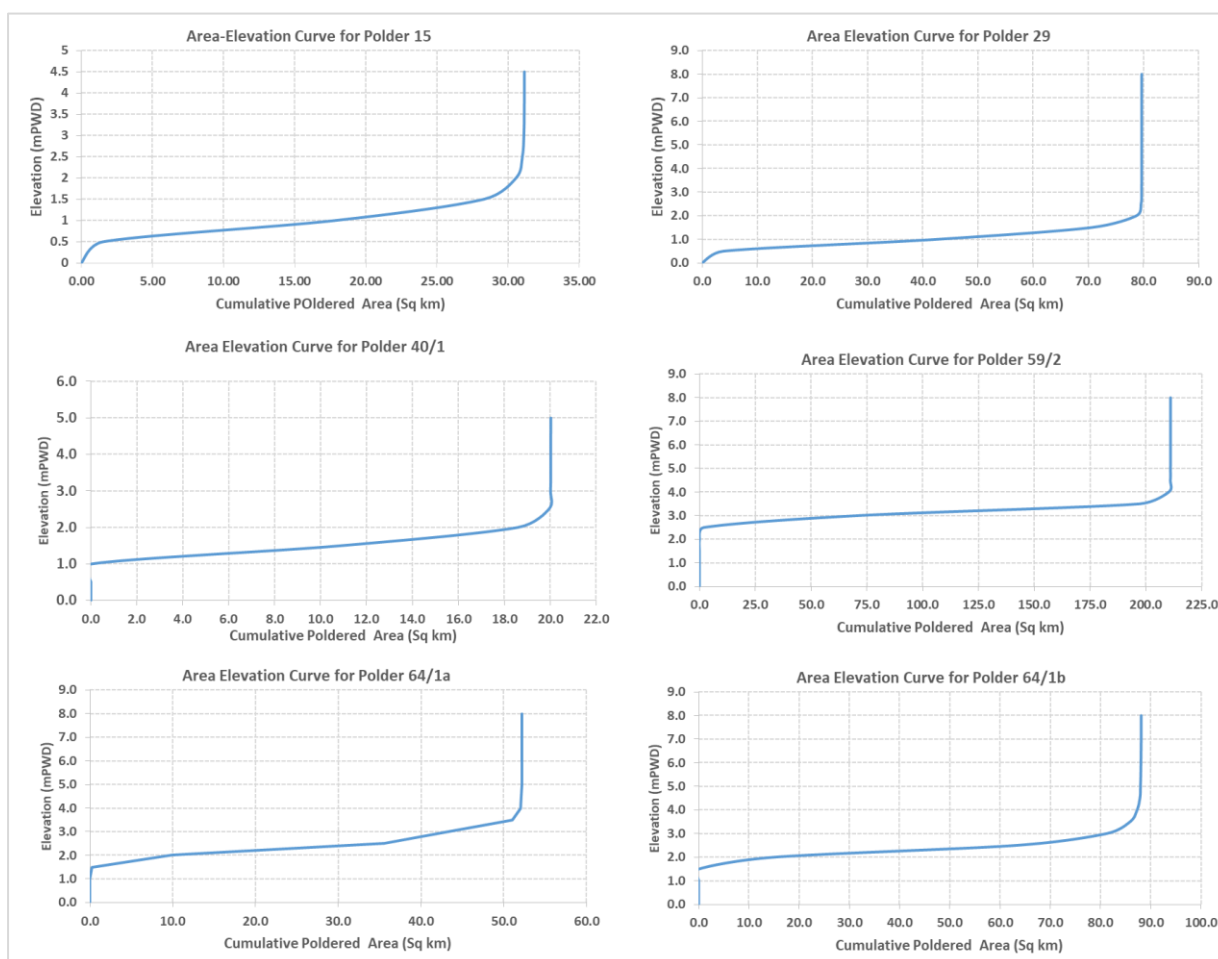 Area-Elevation Curve for Polder 15
5
4.5
4
3.5
3
2.5
2
1.5
1
0.5
0
Elevation (mPWD)
0.00 5.00 10.00 15.00 20.00 25.00 30.00 35.00
Cumulative POldered Area (Sq km)
Area Elevation Curve for Polder 29
9.0
8.0
7.0
6.0
5.0
4.0
3.0
2.0
1.0
0.0
Elevation (mPWD)
0.0 10.0 20.0 30.0 40.0 50.0 60.0 70.0 80.0 90.0
Cumulative Poldered Area (Sq km)
Area Elevation Curve for Polder 40/1
6.0
5.0
4.0
3.0
2.0
1.0
0.0
Elevation (mPWD)
0.0 2.0 4.0 6.0 8.0 10.0 12.0 14.0 16.0 18.0 20.0 22.0
Cumulative Poldered Area (Sq km)
Area Elevation Curve for Polder 59/2
9.0
8.0
7.0
6.0
5.0
4.0
3.0
2.0
1.0
0.0
Elevation (mPWD)
0.0 25.0 50.0 75.0 100.0 125.0 150.0 175.0 200.0 225.0
Cumulative Poldered Area (Sq km)
Area Elevation Curve for Polder 64/1a
9.0
8.0
7.0
6.0
5.0
4.0
3.0
2.0
1.0
0.0
Elevation (mPWD)
0.0 10.0 20.0 30.0 40.0 50.0 60.0
Cumulative Poldered Area (Sq km)
Area Elevation Curve for Polder 64/1b
9.0
8.0
7.0
6.0
5.0
4.0
3.0
2.0
1.0
0.0
Elevation (mPWD)
0.0 10.0 20.0 30.0 40.0 50.0 60.0 70.0 80.0 90.0 100.0
Cumulative Poldered Area (Sq km)